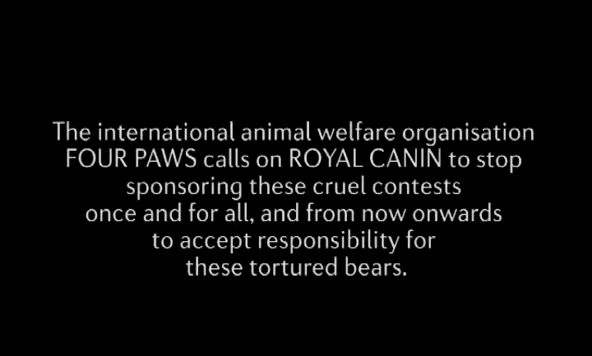 The international animal welfare organisation
FOUR PAWS calls on ROYAL CANIN to stop
sponsoring these cruel contests
once and for all, and from now onwards
to accept responsibility for
these tortured bears.